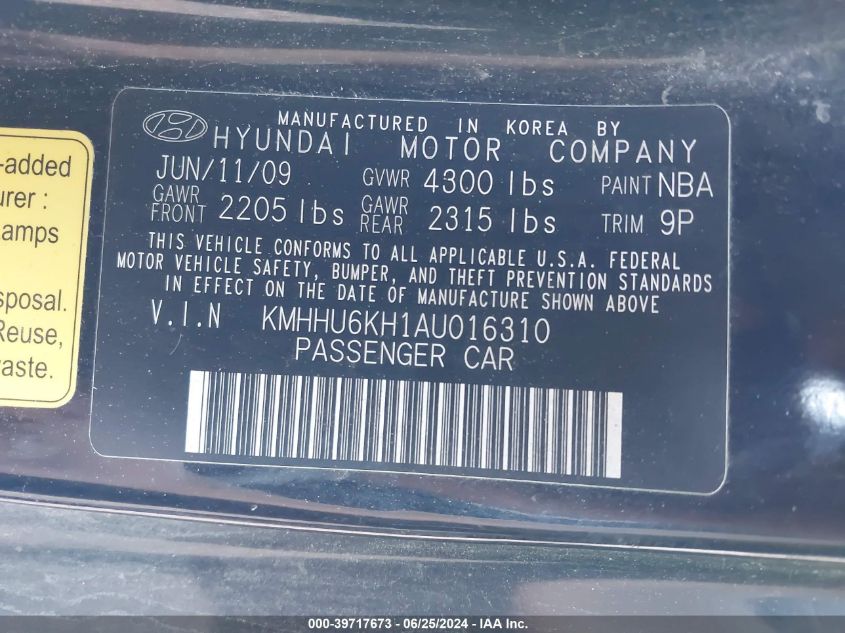 MANUFACTURED IN KOREA BY
HYUNDAI MOTOR COMPANY
JUN/11/09 GVWR 4300 lbs PAINT NBA
GAWR FRONT 2205 lbs GAWR REAR 2315 lbs TRIM 9P
THIS VEHICLE CONFORMS TO ALL APPLICABLE U.S.A. FEDERAL
MOTOR VEHICLE SAFETY, BUMPER, AND THEFT PREVENTION STANDARDS
IN EFFECT ON THE DATE OF MANUFACTURE SHOWN ABOVE
V.I.N KMHHU6KH1AU016310
PASSENGER CAR
-added
urer :
amps
sposal.
Reuse,
waste.
000-39717673 - 06/25/2024 - IAAI.com